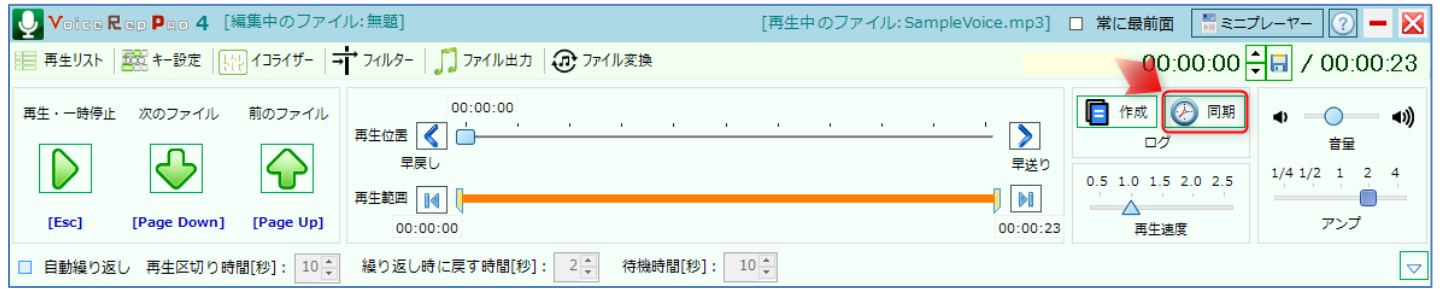 Voice Rep Pro 4 [編集中のファイル:無題] [再生中のファイル:SampleVoice.mp3] 常に最前面 ミニプレーヤー ?
再生リスト キー設定 イコライザー フィルター ファイル出力 ファイル変換 00:00:00 / 00:00:23
再生・一時停止 次のファイル 前のファイル
[Esc] [Page Down] [Page Up]
00:00:00
再生位置
早戻し 早送り
再生範囲
00:00:00 00:00:23
作成 同期
ログ
0.5 1.0 1.5 2.0 2.5
再生速度
音量
1/4 1/2 1 2 4
アンプ
自動繰り返し 再生区切り時間[秒]: 10 繰り返し時に戻す時間[秒]: 2 待機時間[秒]: 10